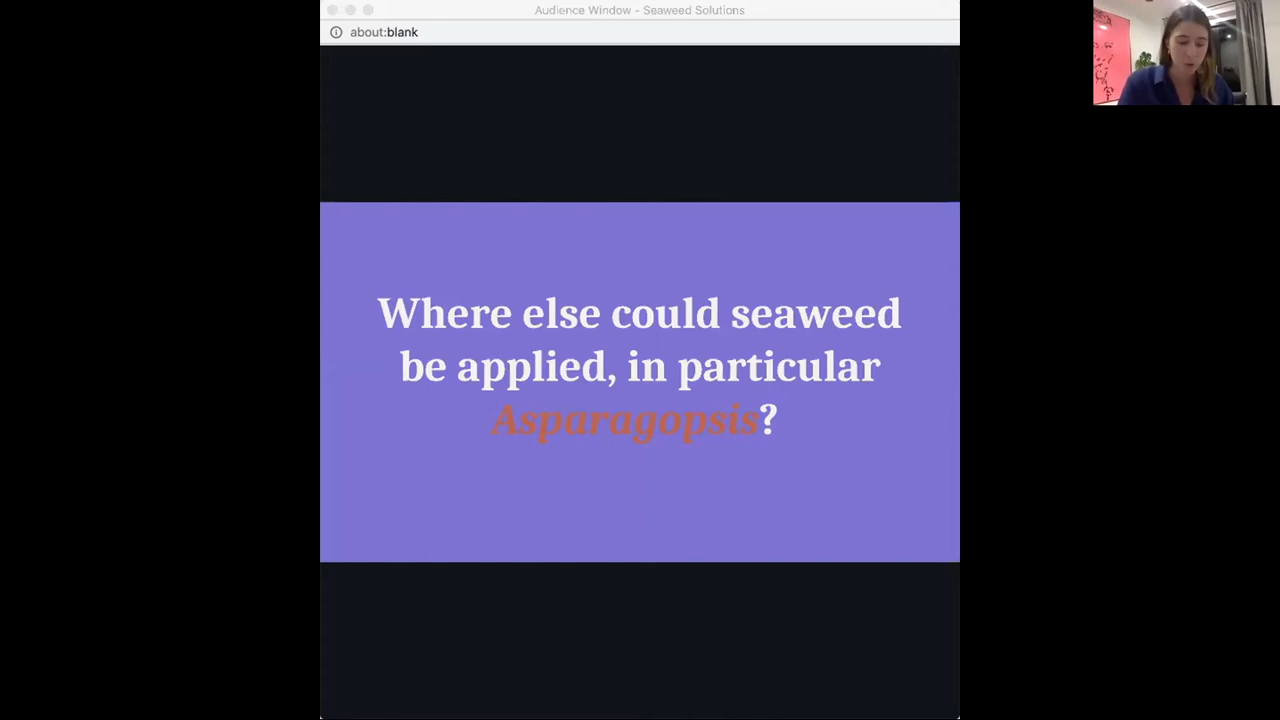 Audience Window - Seaweed Solutions
about:blank
Where else could seaweed
be applied, in particular
Asparagopsis?